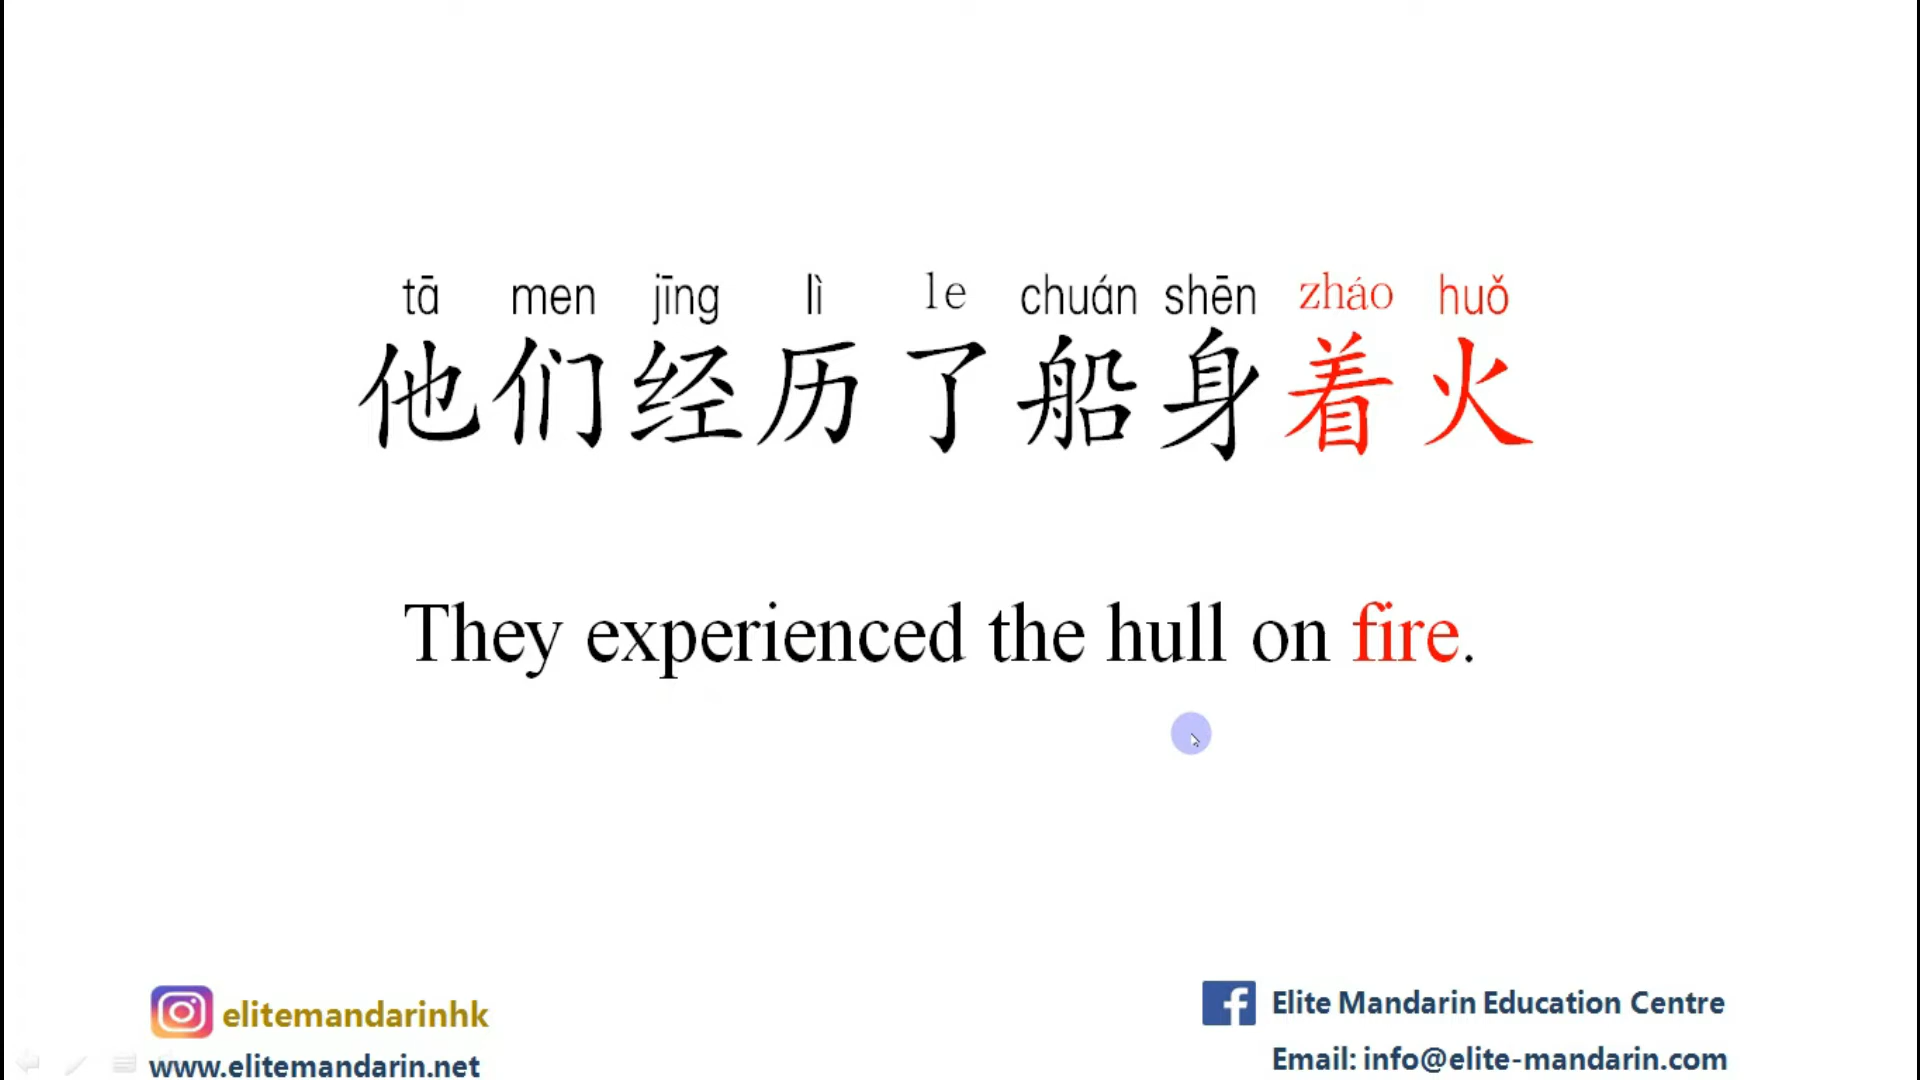 tā men jīng lì le chuán shēn zháo huǒ
他们经历了船身着火
They experienced the hull on fire.
elitemandarinhk
www.elitemandarin.net
Elite Mandarin Education Centre
Email: info@elite-mandarin.com